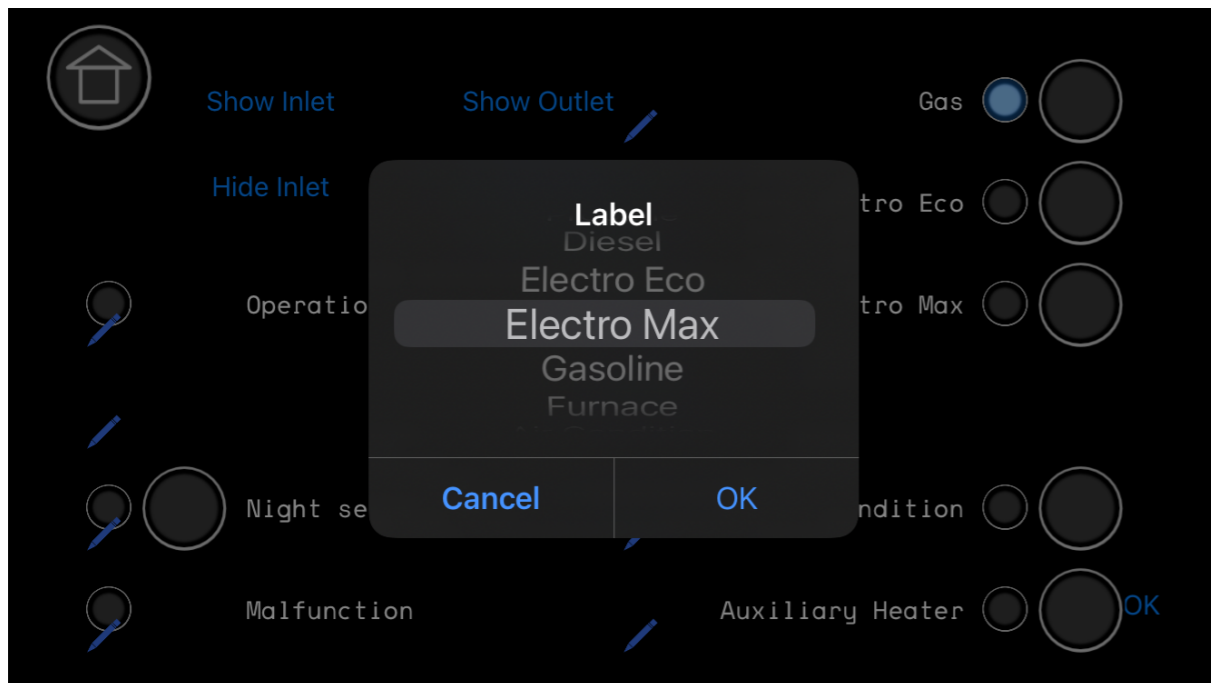 Show Inlet
Show Outlet
Gas
Hide Inlet
tro Eco
Label
Diesel
Electro Eco
Operatio
Electro Max
tro Max
Gasoline
Furnace
Cancel
OK
Night se
ndition
Malfunction
Auxiliary Heater
OK